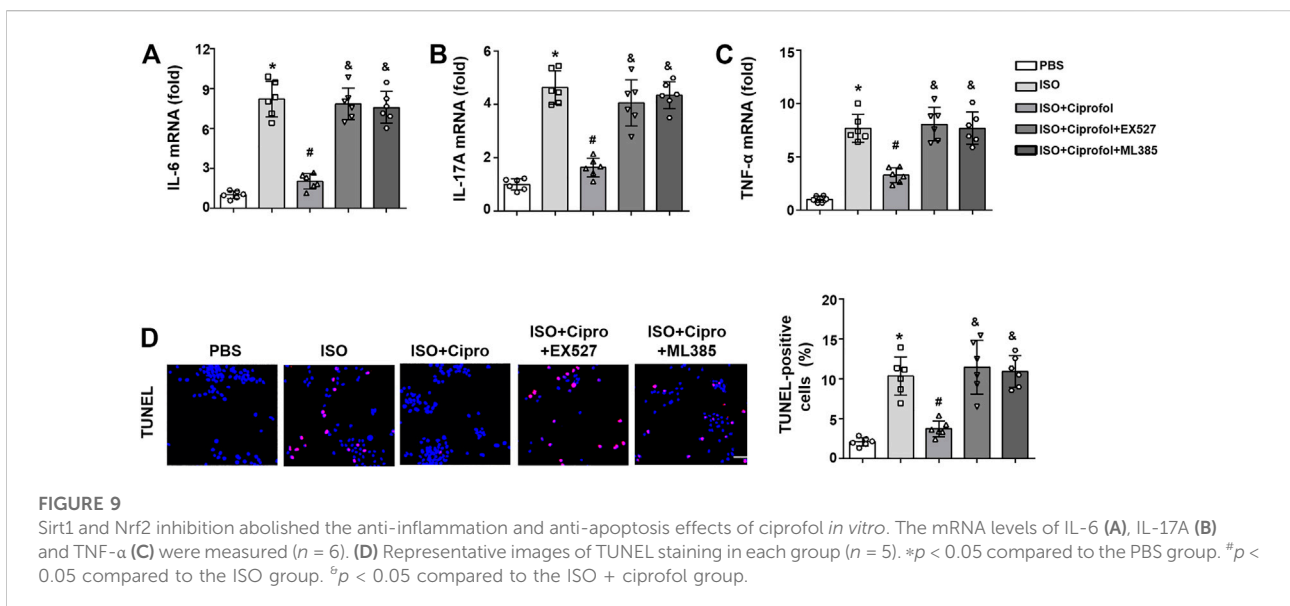 A
IL-6 mRNA (fold)
12
9
6
3
0
*
#
&
&
B
IL-17A mRNA (fold)
6
4
2
0
*
#
&
&
C
TNF-α mRNA (fold)
15
10
5
0
*
#
&
&
PBS
ISO
ISO+Ciprofol
ISO+Ciprofol+EX527
ISO+Ciprofol+ML385
D
TUNEL
PBS
ISO
ISO+Cipro
ISO+Cipro
+EX527
ISO+Cipro
+ML385
TUNEL-positive
cells (%)
20
15
10
5
0
*
#
&
&
FIGURE 9
Sirt1 and Nrf2 inhibition abolished the anti-inflammation and anti-apoptosis effects of ciprofol in vitro. The mRNA levels of IL-6 (A), IL-17A (B)
and TNF-α (C) were measured (n = 6). (D) Representative images of TUNEL staining in each group (n = 5). *p < 0.05 compared to the PBS group. #p <
0.05 compared to the ISO group. &p < 0.05 compared to the ISO + ciprofol group.